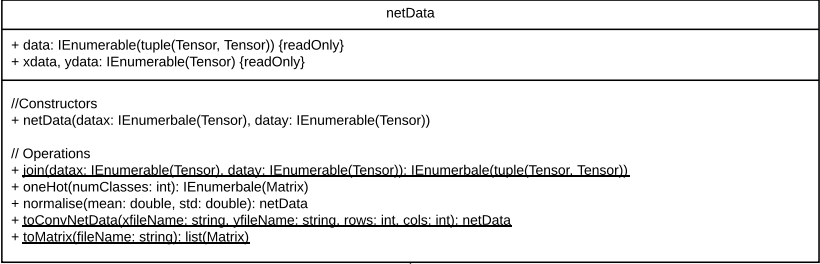 netData
+ data: IEnumerable(tuple(Tensor, Tensor)) {readOnly}
+ xdata, ydata: IEnumerable(Tensor) {readOnly}
//Constructors
+ netData(datax: IEnumerbale(Tensor), datay: IEnumerable(Tensor))
// Operations
+ join(datax: IEnumerable(Tensor), datay: IEnumerable(Tensor)): IEnumerbale(tuple(Tensor, Tensor))
+ oneHot(numClasses: int): IEnumerbale(Matrix)
+ normalise(mean: double, std: double): netData
+ toConvNetData(xfileName: string, yfileName: string, rows: int, cols: int): netData
+ toMatrix(fileName: string): list(Matrix)